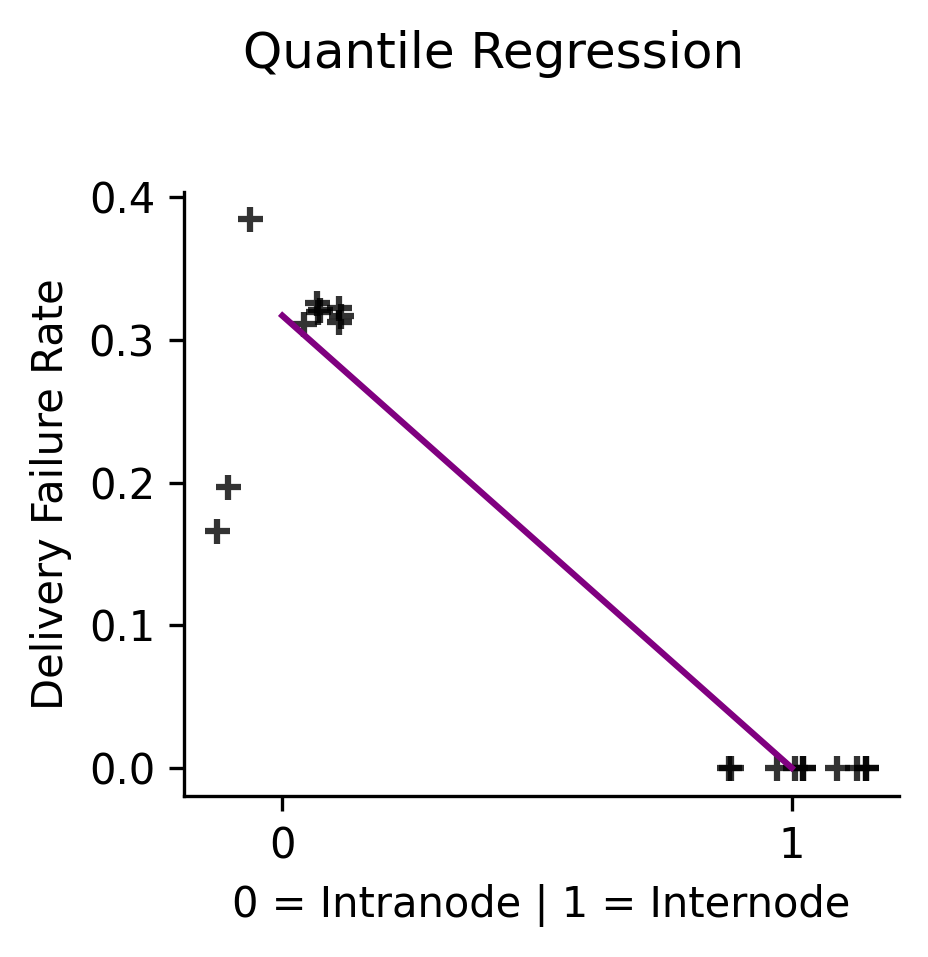 Quantile Regression
0.4
0.3
0.2
0.1
0.0
Delivery Failure Rate
0
1
0 = Intranode | 1 = Internode